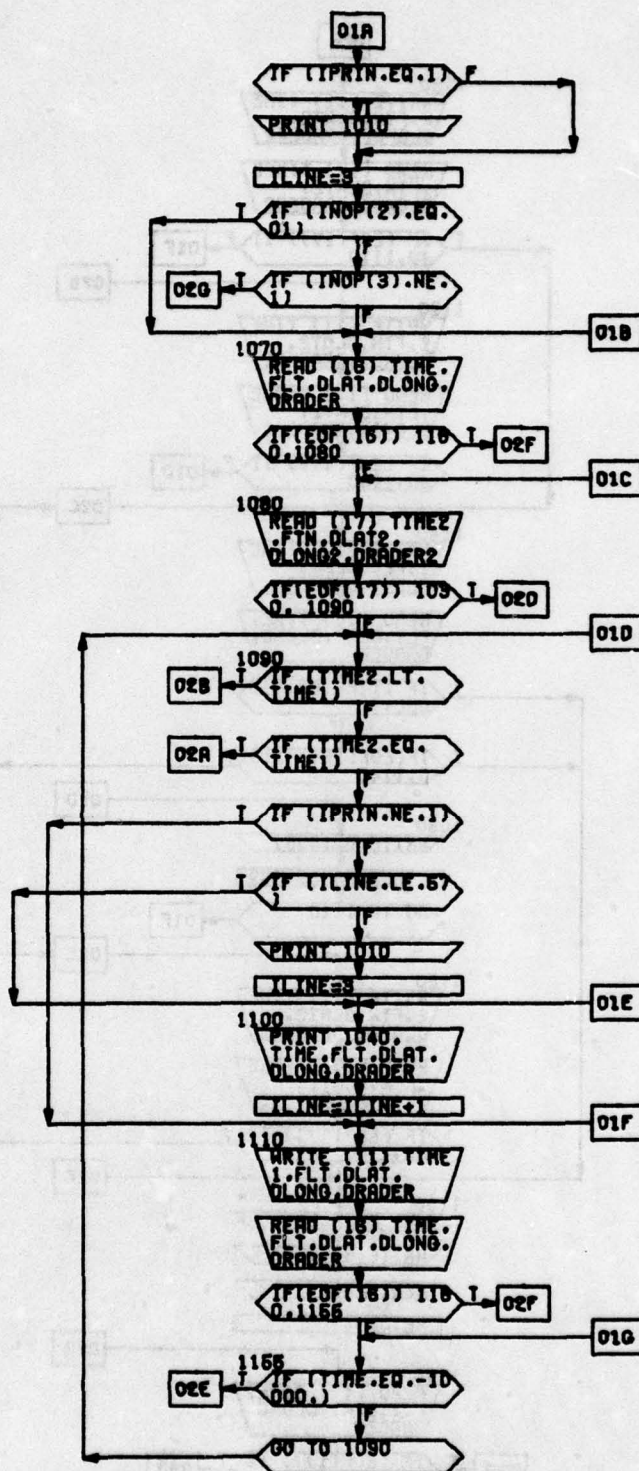 01A
IF (IPRIN.EQ.1) F
T
PRINT 1010
ILINE=3
T IF (INOP(2).EQ.
01)
F
02G T IF (INOP(3).NE.
1)
F
01B
1070
READ (16) TIME.
FLT.DLAT.DLONG.
DRADER
IF(EOF(16)) 116 T 02F
0.1080
F
01C
1080
READ (17) TIME2
.FTN.DLAT2.
DLONG2.DRADER2
IF(EOF(17)) 103 T 02D
0. 1090
F
01D
1090
02B T IF (TIME2.LT.
TIME1)
F
02A T IF (TIME2.EQ.
TIME1)
F
T IF (IPRIN.NE.1)
F
T IF (ILINE.LE.57
)
F
PRINT 1010
ILINE=3
01E
1100
PRINT 1040.
TIME.FLT.DLAT.
DLONG.DRADER
ILINE=ILINE+1
01F
1110
WRITE (11) TIME
1.FLT.DLAT.
DLONG.DRADER
READ (16) TIME.
FLT.DLAT.DLONG.
DRADER
IF(EOF(16)) 116 T 02F
0.1155
F
01G
1155
02E T IF (TIME.EQ.-10
000.)
F
GO TO 1090